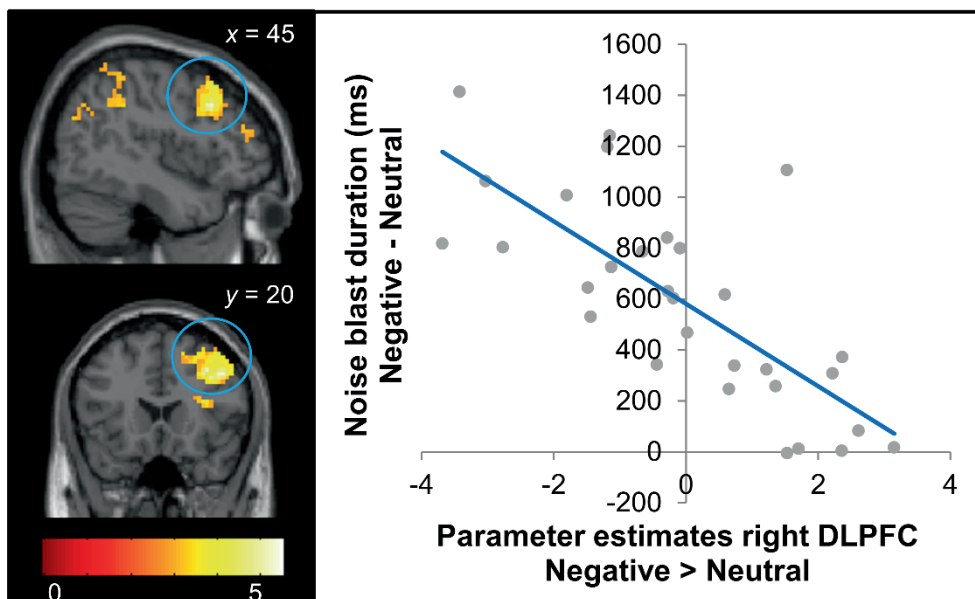 x = 45
y = 20
0
5
Noise blast duration (ms)
Negative - Neutral
1600
1400
1200
1000
800
600
400
200
0
-200
-4
-2
0
2
4
Parameter estimates right DLPFC
Negative > Neutral